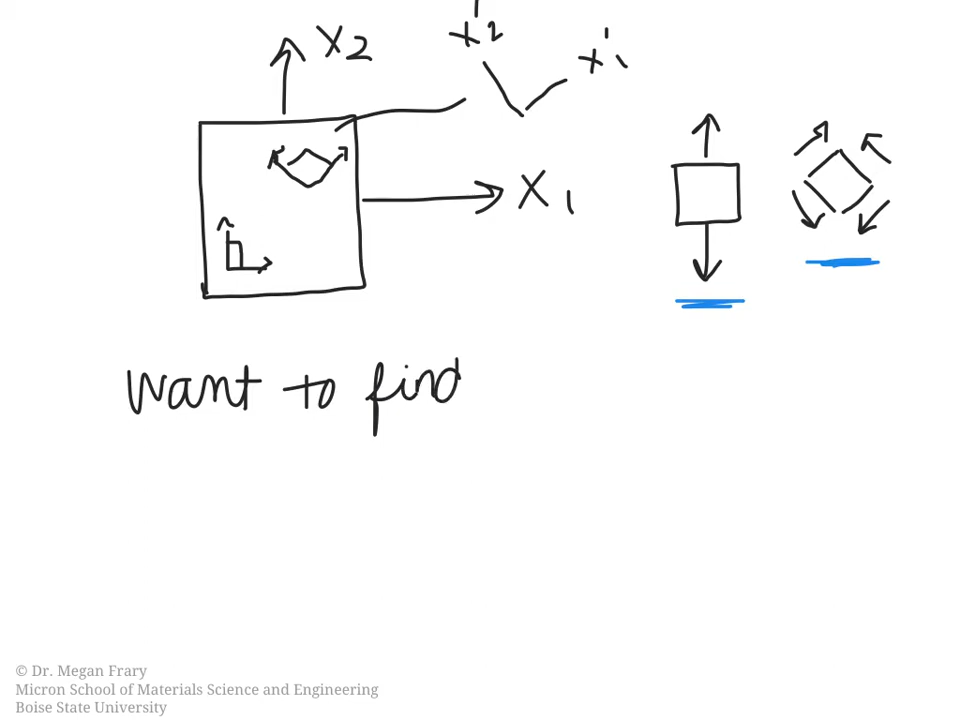 x'2
x'1
X2
X1
want to find
© Dr. Megan Frary
Micron School of Materials Science and Engineering
Boise State University